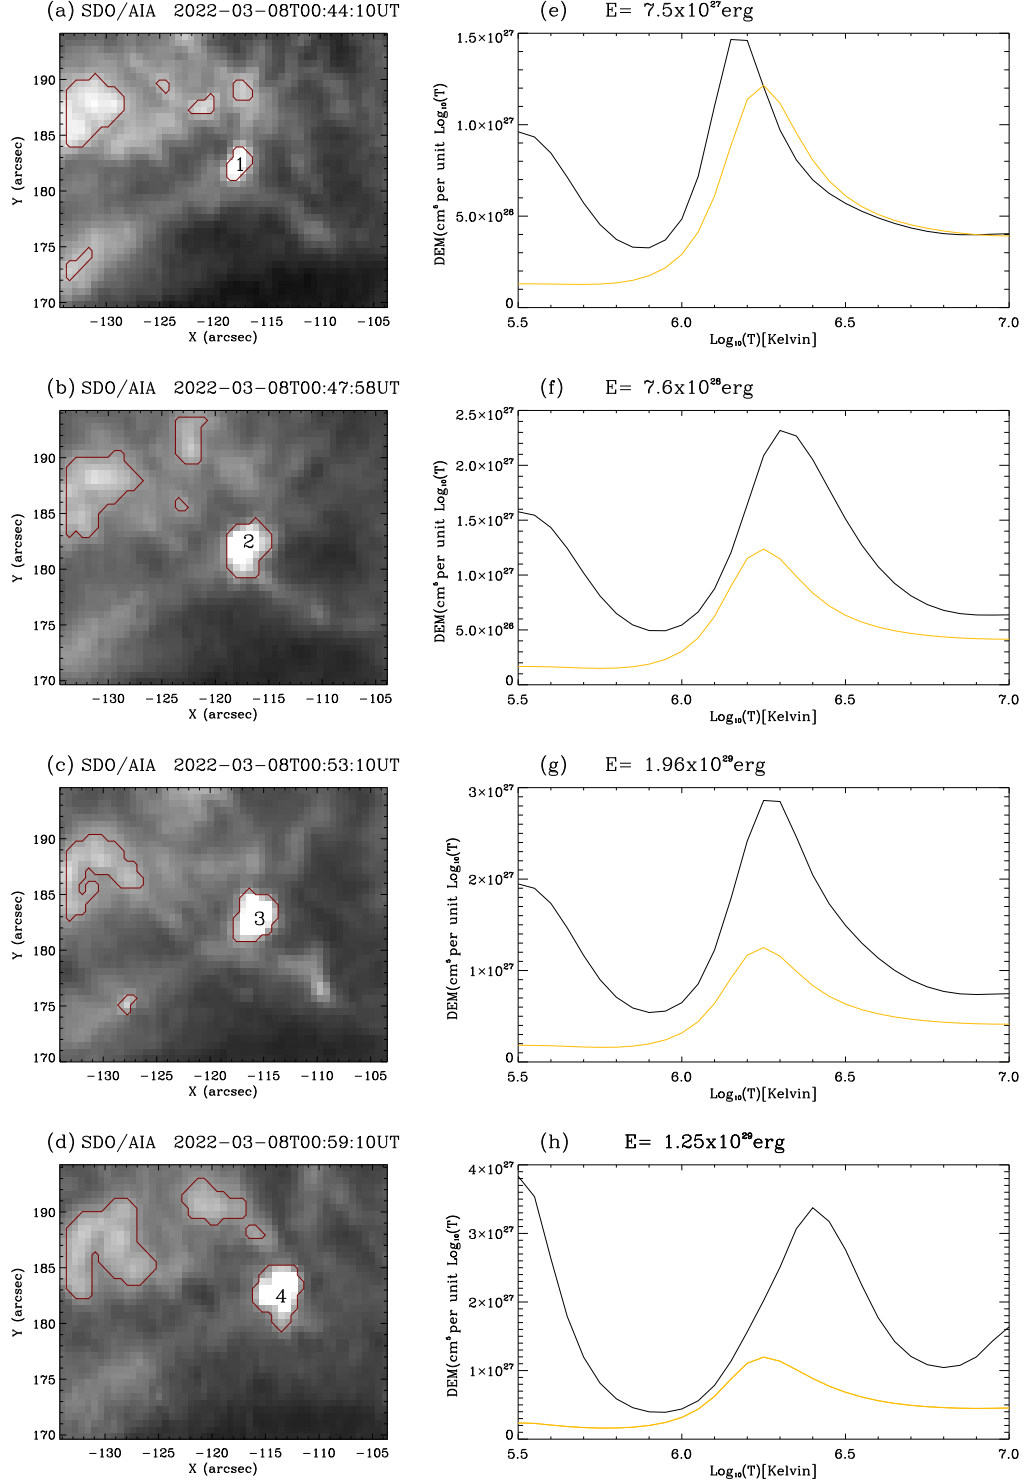 (a) SDO/AIA 2022-03-08T00:44:10UT
190
185
180
175
170
Y (arcsec)
1
-130 -125 -120 -115 -110 -105
X (arcsec)
(e) E= 7.5x10²⁷erg
1.5×10²⁷
1.0×10²⁷
5.0×10²⁶
0
DEM(cm⁵ per unit Log₁₀(T)
5.5 6.0 6.5 7.0
Log₁₀(T)[Kelvin]
(b) SDO/AIA 2022-03-08T00:47:58UT
190
185
180
175
170
Y (arcsec)
2
-130 -125 -120 -115 -110 -105
X (arcsec)
(f) E= 7.6x10²⁸erg
2.5×10²⁷
2.0×10²⁷
1.5×10²⁷
1.0×10²⁷
5.0×10²⁶
0
DEM(cm⁵ per unit Log₁₀(T)
5.5 6.0 6.5 7.0
Log₁₀(T)[Kelvin]
(c) SDO/AIA 2022-03-08T00:53:10UT
190
185
180
175
170
Y (arcsec)
3
-130 -125 -120 -115 -110 -105
X (arcsec)
(g) E= 1.96x10²⁹erg
3×10²⁷
2×10²⁷
1×10²⁷
0
DEM(cm⁵ per unit Log₁₀(T)
5.5 6.0 6.5 7.0
Log₁₀(T)[Kelvin]
(d) SDO/AIA 2022-03-08T00:59:10UT
190
185
180
175
170
Y (arcsec)
4
-130 -125 -120 -115 -110 -105
X (arcsec)
(h) E= 1.25x10²⁹erg
4×10²⁷
3×10²⁷
2×10²⁷
1×10²⁷
0
DEM(cm⁵ per unit Log₁₀(T)
5.5 6.0 6.5 7.0
Log₁₀(T)[Kelvin]